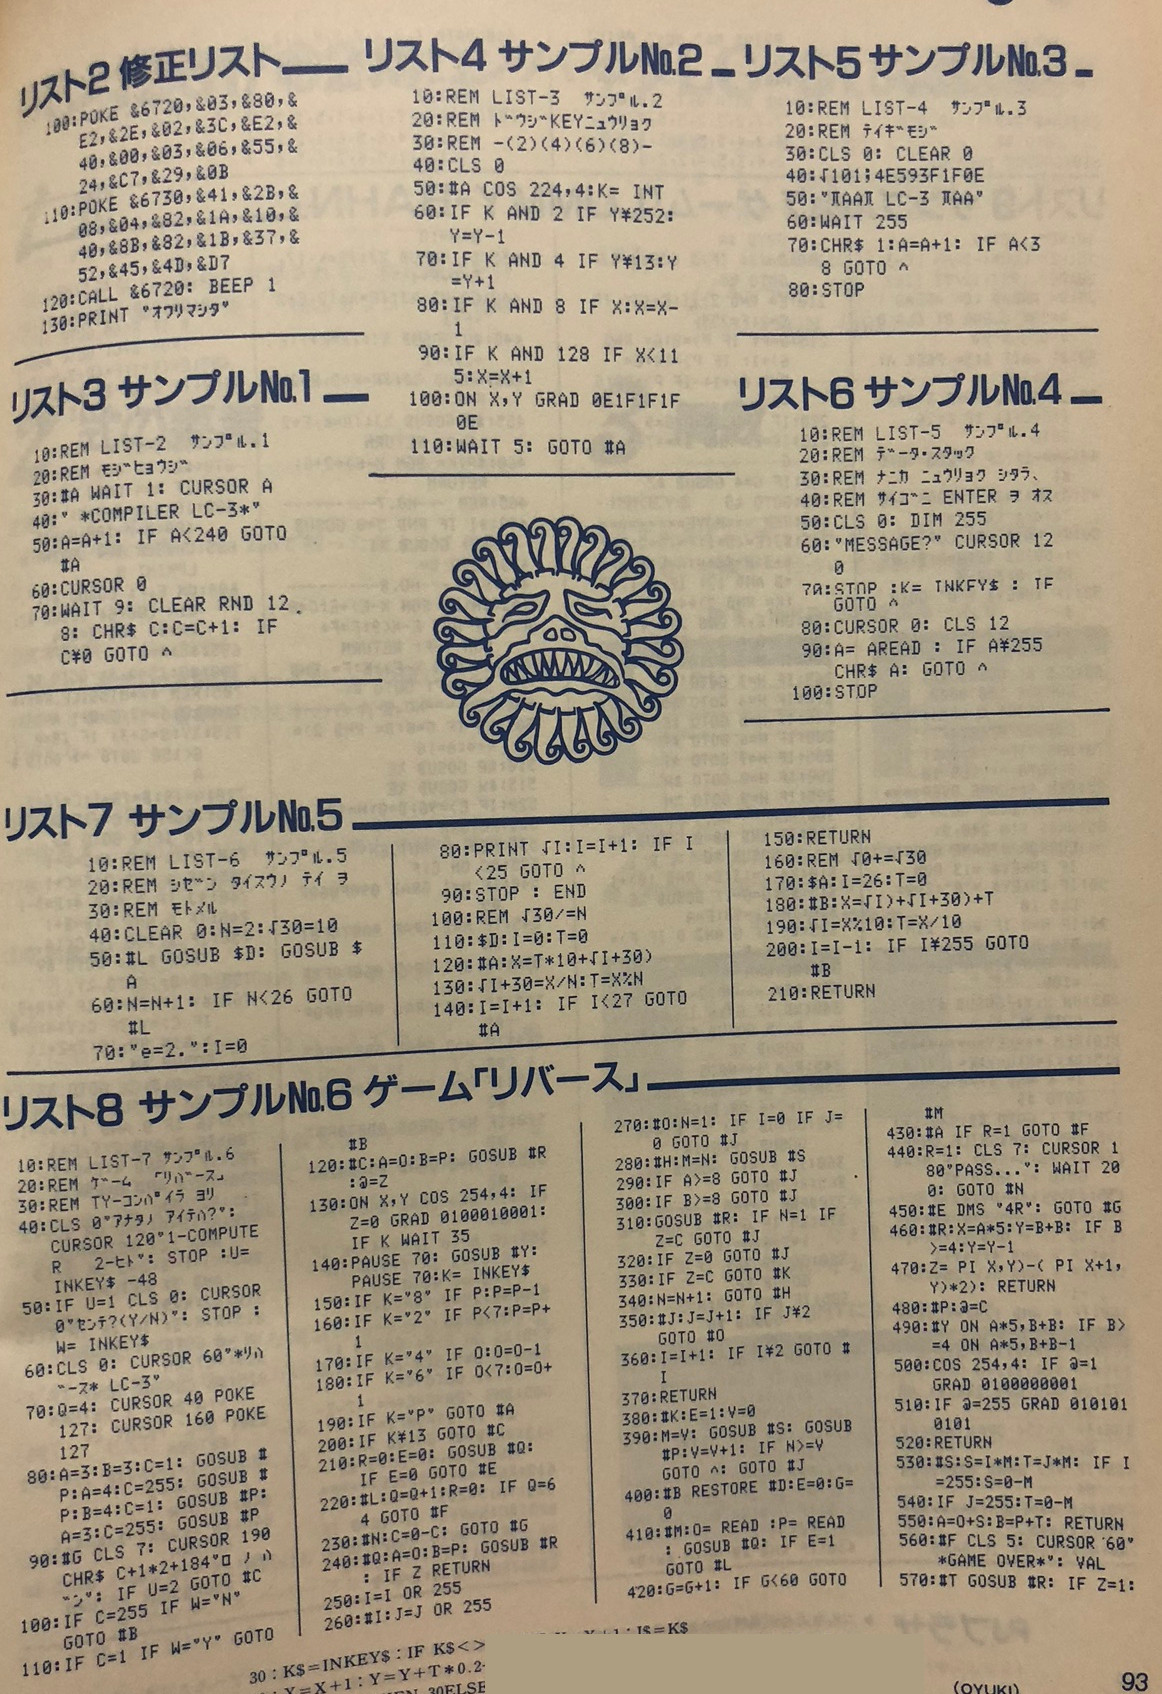 リスト2 修正リスト
100:POKE &6720,&03,&80,&
E2,&2E,&02,&3C,&E2,&
40,&00,&03,&06,&55,&
24,&C7,&29,&0B
110:POKE &6730,&41,&2B,&
08,&04,&82,&1A,&10,&
40,&8B,&82,&1B,&37,&
52,&45,&4D,&D7
120:CALL &6720: BEEP 1
130:PRINT "オワリマシタ"
リスト3 サンプル№1
10:REM LIST-2 サンプル.1
20:REM モジヒョウジ
30:#A WAIT 1: CURSOR A
40:" *COMPILER LC-3*"
50:A=A+1: IF A<240 GOTO
#A
60:CURSOR 0
70:WAIT 9: CLEAR RND 12
8: CHR$ C:C=C+1: IF
C¥0 GOTO ^
リスト4 サンプル№2
10:REM LIST-3 サンプル.2
20:REM ドウジKEYニュウリョク
30:REM -(2)(4)(6)(8)-
40:CLS 0
50:#A COS 224,4:K= INT
60:IF K AND 2 IF Y¥252:
Y=Y-1
70:IF K AND 4 IF Y¥13:Y
=Y+1
80:IF K AND 8 IF X:X=X-
1
90:IF K AND 128 IF X<11
5:X=X+1
100:ON X,Y GRAD 0E1F1F1F
0E
110:WAIT 5: GOTO #A
リスト5 サンプル№3
10:REM LIST-4 サンプル.3
20:REM テイギモジ
30:CLS 0: CLEAR 0
40:√101;4E593F1F0E
50:"πAAπ LC-3 πAA"
60:WAIT 255
70:CHR$ 1:A=A+1: IF A<3
8 GOTO ^
80:STOP
リスト6 サンプル№4
10:REM LIST-5 サンプル.4
20:REM データ・スタック
30:REM ナニカ ニュウリョク シタラ、
40:REM サイゴニ ENTER ヲ オス
50:CLS 0: DIM 255
60:"MESSAGE?" CURSOR 12
0
70:STOP :K= INKEY$ : IF
GOTO ^
80:CURSOR 0: CLS 12
90:A= AREAD : IF A¥255
CHR$ A: GOTO ^
100:STOP
リスト7 サンプル№5
10:REM LIST-6 サンプル.5
20:REM シゼン タイスウノ テイ ヲ
30:REM モトメル
40:CLEAR 0:N=2:√30=10
50:#L GOSUB $D: GOSUB $
A
60:N=N+1: IF N<26 GOTO
#L
70:"e=2.":I=0
80:PRINT √I:I=I+1: IF I
<25 GOTO ^
90:STOP : END
100:REM √30/=N
110:$D:I=0:T=0
120:#A:X=T*10+√I+30)
130:√I+30=X/N:T=X%N
140:I=I+1: IF I<27 GOTO
#A
150:RETURN
160:REM √0+=√30
170:$A:I=26:T=0
180:#B:X=√I)+√I+30)+T
190:√I=X%10:T=X/10
200:I=I-1: IF I¥255 GOTO
#B
210:RETURN
リスト8 サンプル№6 ゲーム「リバース」
10:REM LIST-7 サンプル.6
20:REM ゲーム 「リバース」
30:REM TY-コンパイラ ヨリ
40:CLS 0"アナタノ アイテハ?":
CURSOR 120"1-COMPUTE
R 2-ヒト": STOP :U=
INKEY$ -48
50:IF U=1 CLS 0: CURSOR
0"センテ?(Y/N)": STOP :
W= INKEY$
60:CLS 0: CURSOR 60"*リバ
ース* LC-3"
70:Q=4: CURSOR 40 POKE
127: CURSOR 160 POKE
127
80:A=3:B=3:C=1: GOSUB #
P:A=4:C=255: GOSUB #
P:B=4:C=1: GOSUB #P:
A=3:C=255: GOSUB #P
90:#G CLS 7: CURSOR 190
CHR$ C+1*2+184"ロ ノ バ
ン": IF U=2 GOTO #C
100:IF C=255 IF W="N"
GOTO #B
110:IF C=1 IF W="Y" GOTO
#B
120:#C:A=O:B=P: GOSUB #R
:@=Z
130:ON X,Y COS 254,4: IF
Z=0 GRAD 0100010001:
IF K WAIT 35
140:PAUSE 70: GOSUB #Y:
PAUSE 70:K= INKEY$
150:IF K="8" IF P:P=P-1
160:IF K="2" IF P<7:P=P+
1
170:IF K="4" IF O:O=O-1
180:IF K="6" IF O<7:O=O+
1
190:IF K="P" GOTO #A
200:IF K¥13 GOTO #C
210:R=0:E=0: GOSUB #Q:
IF E=0 GOTO #E
220:#L:Q=Q+1:R=0: IF Q=6
4 GOTO #F
230:#N:C=0-C: GOTO #G
240:#Q:A=O:B=P: GOSUB #R
: IF Z RETURN
250:I=I OR 255
260:#I:J=J OR 255
270:#O:N=1: IF I=0 IF J=
0 GOTO #J
280:#H:M=N: GOSUB #S
290:IF A>=8 GOTO #J
300:IF B>=8 GOTO #J
310:GOSUB #R: IF N=1 IF
Z=C GOTO #J
320:IF Z=0 GOTO #J
330:IF Z=C GOTO #K
340:N=N+1: GOTO #H
350:#J:J=J+1: IF J¥2
GOTO #O
360:I=I+1: IF I¥2 GOTO #
I
370:RETURN
380:#K:E=1:V=0
390:M=V: GOSUB #S: GOSUB
#P:V=V+1: IF N>=V
GOTO ^: GOTO #J
400:#B RESTORE #D:E=0:G=
0
410:#M:O= READ :P= READ
: GOSUB #Q: IF E=1
GOTO #L
420:G=G+1: IF G<60 GOTO
#M
430:#A IF R=1 GOTO #F
440:R=1: CLS 7: CURSOR 1
80"PASS...": WAIT 20
0: GOTO #N
450:#E DMS "4R": GOTO #G
460:#R:X=A*5:Y=B+B: IF B
>=4:Y=Y-1
470:Z= PI X,Y)-( PI X+1,
Y)*2): RETURN
480:#P:@=C
490:#Y ON A*5,B+B: IF B>
=4 ON A*5,B+B-1
500:COS 254,4: IF @=1
GRAD 0100000001
510:IF @=255 GRAD 010101
0101
520:RETURN
530:#S:S=I*M:T=J*M: IF I
=255:S=0-M
540:IF J=255:T=0-M
550:A=O+S:B=P+T: RETURN
560:#F CLS 5: CURSOR 60"
*GAME OVER*": VAL
570:#T GOSUB #R: IF Z=1:
30 : K$=INKEY$ : IF K$<>
Y=X+1 : Y=Y+T*0.2-
30ELSE
(OYUKI)
93